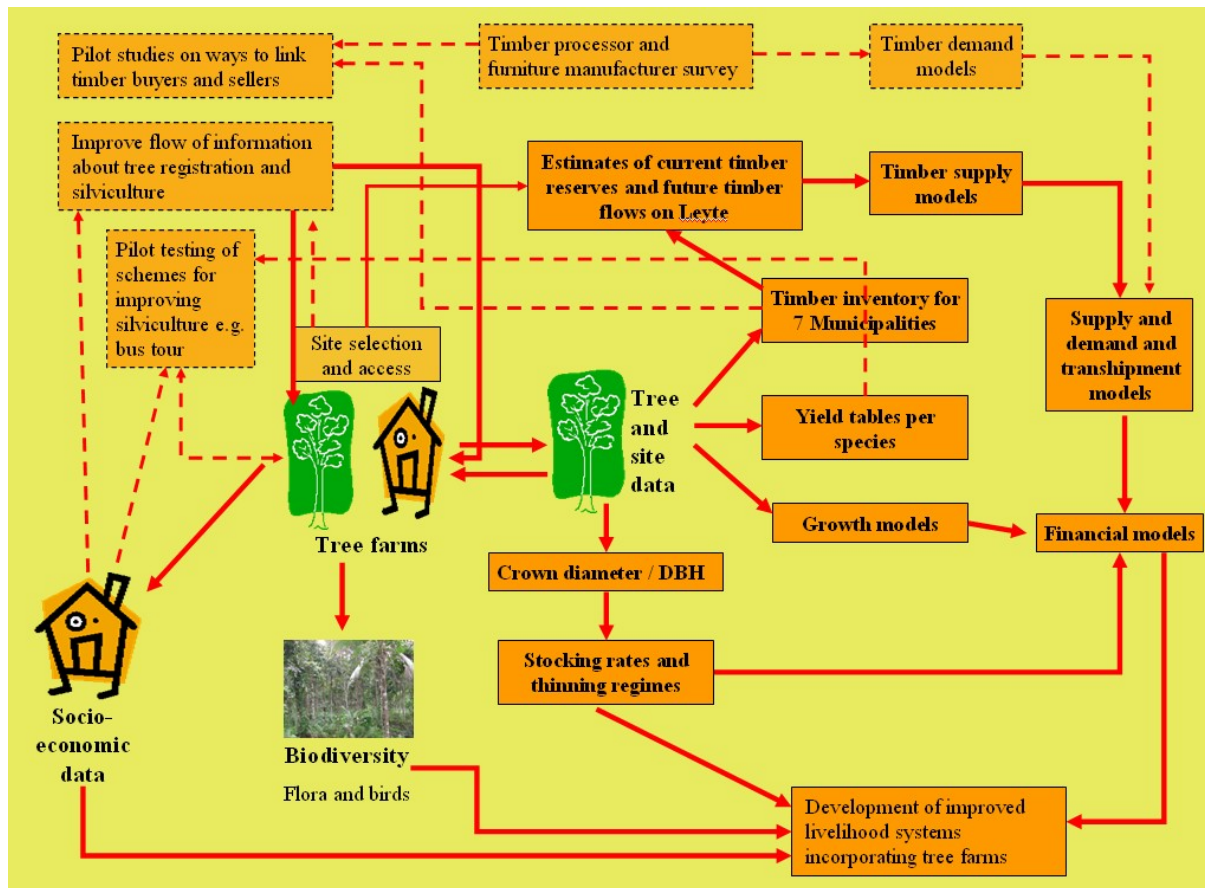 Pilot studies on ways to link
timber buyers and sellers
Timber processor and
furniture manufacturer survey
Timber demand
models
Improve flow of information
about tree registration and
silviculture
Estimates of current timber
reserves and future timber
flows on Leyte
Timber supply
models
Pilot testing of
schemes for
improving
silviculture e.g.
bus tour
Site selection
and access
Timber inventory for
7 Municipalities
Supply and
demand and
transhipment
models
Tree
and
site
data
Yield tables per
species
Growth models
Financial models
Tree farms
Crown diameter / DBH
Stocking rates and
thinning regimes
Socio-
economic
data
Biodiversity
Flora and birds
Development of improved
livelihood systems
incorporating tree farms